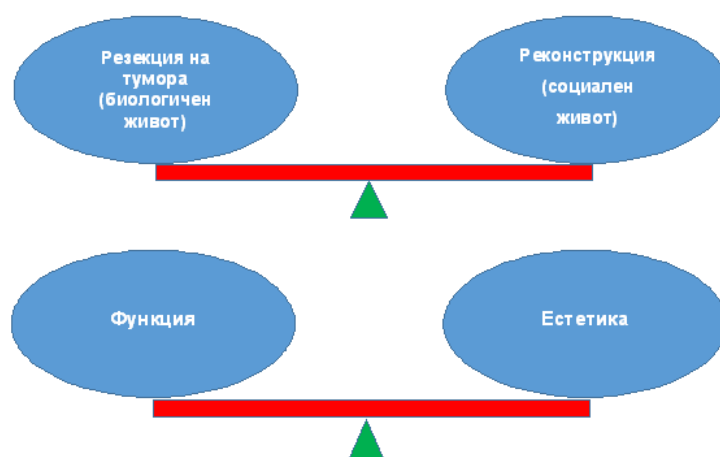 Резекция на
тумора
(биологичен
живот)
Реконструкция
(социален
живот)
Функция
Естетика